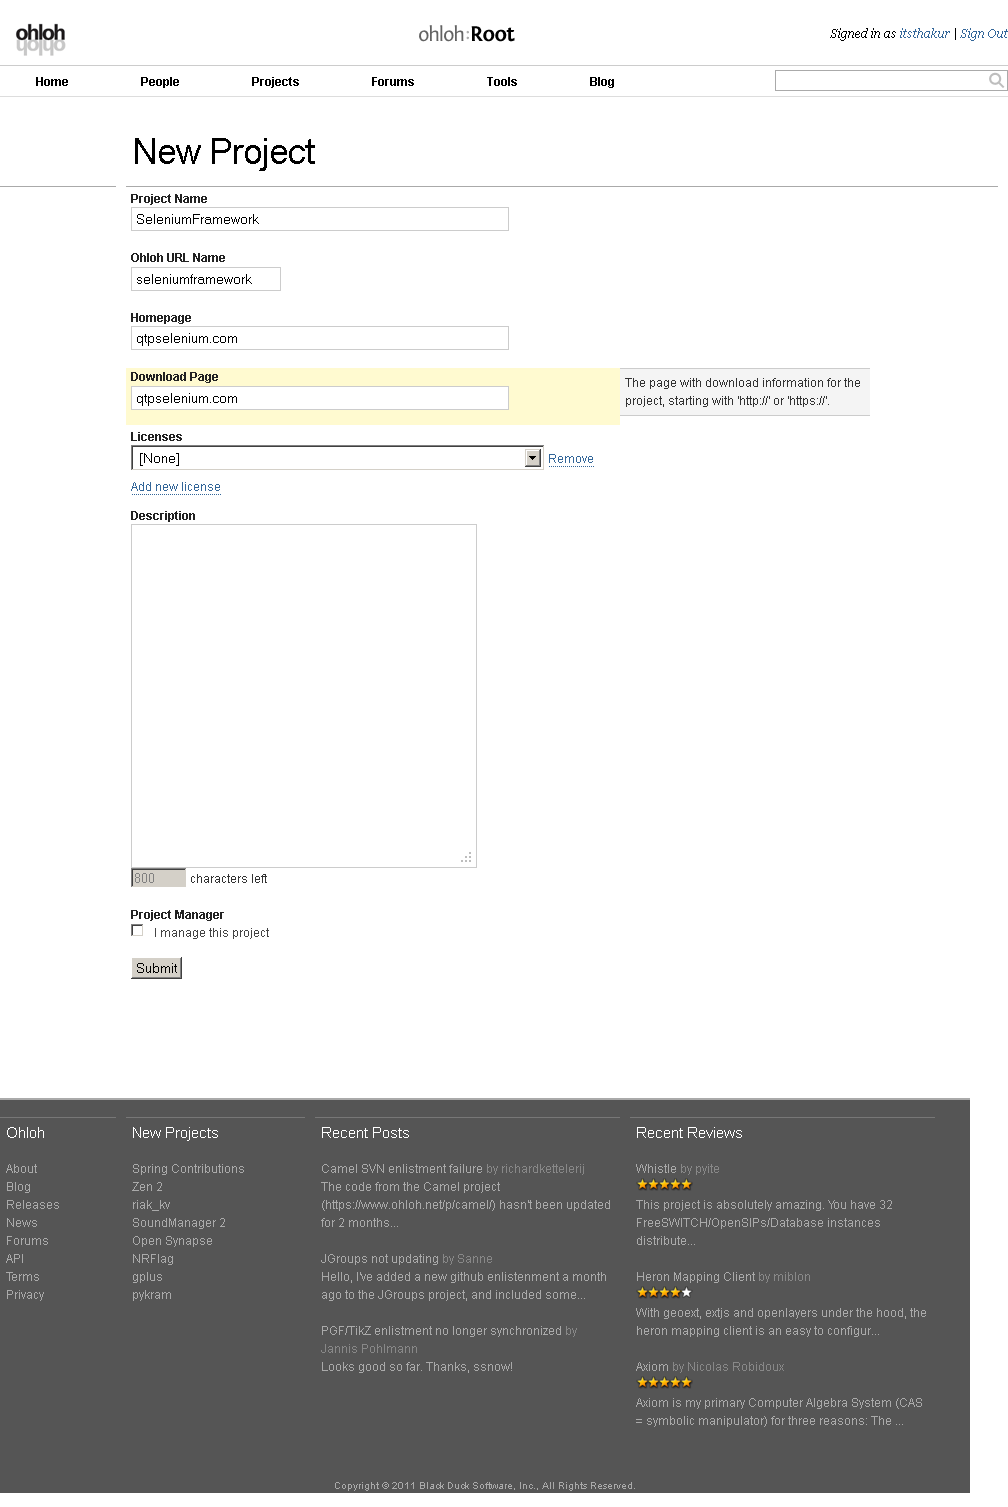 ohloh
ohloh:Root
Signed in as itsthakur | Sign Out
Home People Projects Forums Tools Blog
New Project
Project Name
SeleniumFramework
Ohloh URL Name
seleniumframework
Homepage
qtpselenium.com
Download Page
qtpselenium.com
The page with download information for the
project, starting with 'http://' or 'https://'.
Licenses
[None]
Remove
Add new license
Description
800 characters left
Project Manager
I manage this project
Submit
Ohloh
About
Blog
Releases
News
Forums
API
Terms
Privacy
New Projects
Spring Contributions
Zen 2
riak_kv
SoundManager 2
Open Synapse
NRFlag
gplus
pykram
Recent Posts
Camel SVN enlistment failure by richardkettelerij
The code from the Camel project
(https://www.ohloh.net/p/camel/) hasn't been updated
for 2 months...
JGroups not updating by Sanne
Hello, I've added a new github enlistenment a month
ago to the JGroups project, and included some...
PGF/TikZ enlistment no longer synchronized by
Jannis Pohlmann
Looks good so far. Thanks, ssnow!
Recent Reviews
Whistle by pyite
This project is absolutely amazing. You have 32
FreeSWITCH/OpenSIPs/Database instances
distribute...
Heron Mapping Client by miblon
With geoext, extjs and openlayers under the hood, the
heron mapping client is an easy to configur...
Axiom by Nicolas Robidoux
Axiom is my primary Computer Algebra System (CAS
= symbolic manipulator) for three reasons: The ...
Copyright © 2011 Black Duck Software, Inc., All Rights Reserved.